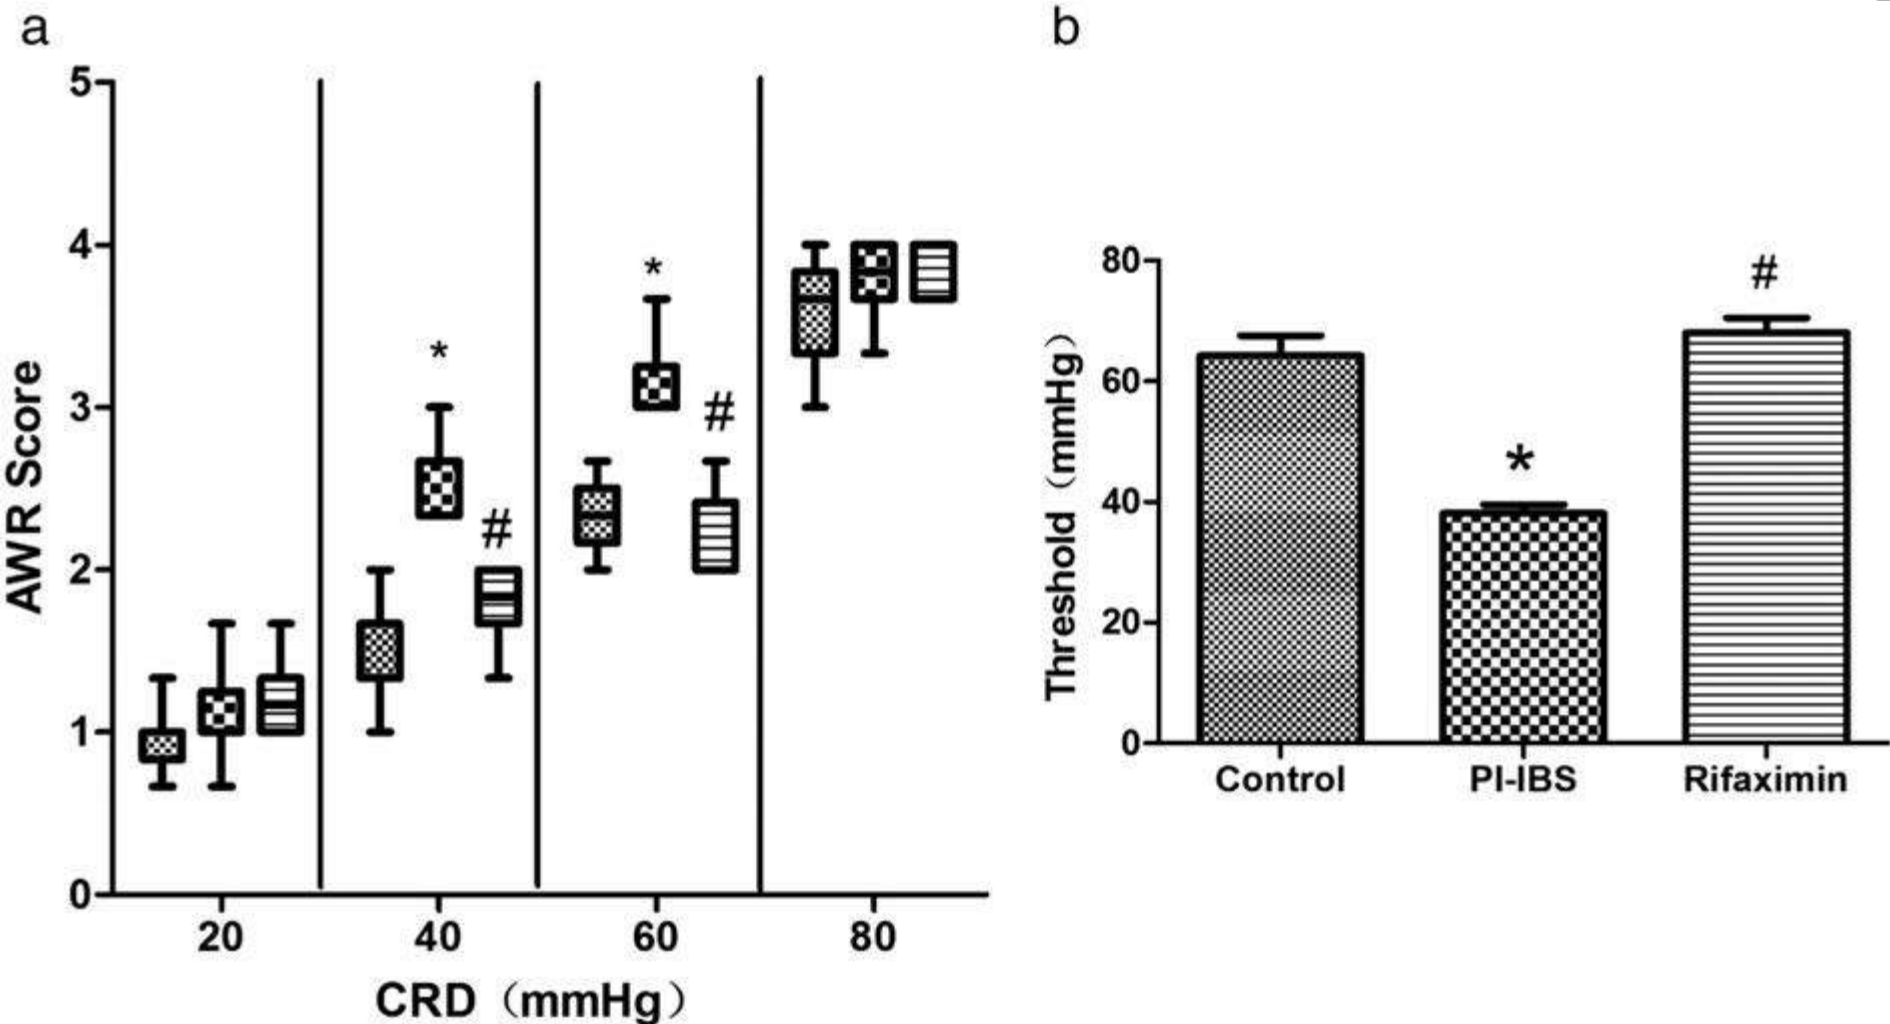 a
5
4
3
2
1
0
AWR Score
*
#
*
#
20 40 60 80
CRD（mmHg）
b
80
60
40
20
0
Threshold（mmHg）
*
#
Control PI-IBS Rifaximin